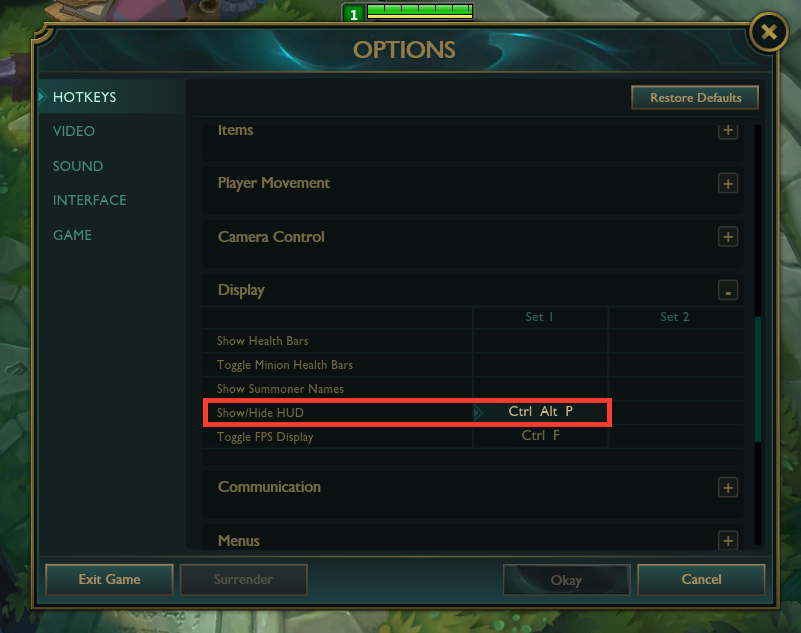 1
OPTIONS
HOTKEYS
VIDEO
SOUND
INTERFACE
GAME
Restore Defaults
Items +
Player Movement +
Camera Control +
Display -
Set 1 Set 2
Show Health Bars
Toggle Minion Health Bars
Show Summoner Names
Show/Hide HUD Ctrl Alt P
Toggle FPS Display Ctrl F
Communication +
Menus +
Exit Game Surrender Okay Cancel